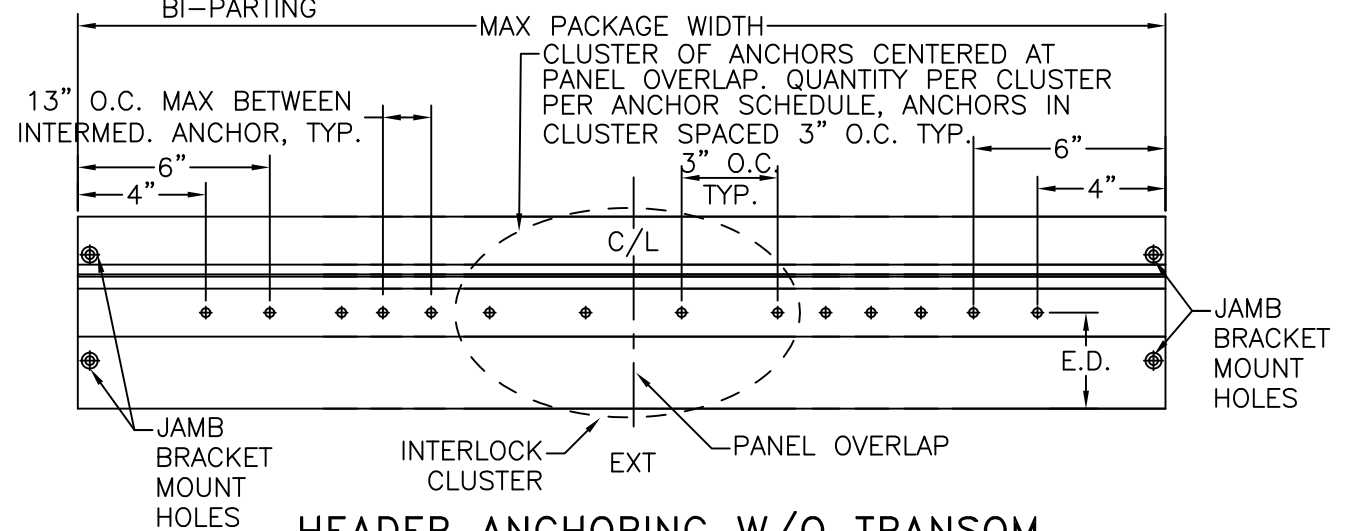 BI-PARTING
MAX PACKAGE WIDTH
CLUSTER OF ANCHORS CENTERED AT
PANEL OVERLAP. QUANTITY PER CLUSTER
PER ANCHOR SCHEDULE, ANCHORS IN
CLUSTER SPACED 3" O.C. TYP.
13" O.C. MAX BETWEEN
INTERMED. ANCHOR, TYP.
6"
4"
3" O.C.
TYP.
6"
4"
C/L
E.D.
JAMB
BRACKET
MOUNT
HOLES
JAMB
BRACKET
MOUNT
HOLES
INTERLOCK
CLUSTER
EXT
PANEL OVERLAP
HEADER ANCHORING W/O TRANSOM